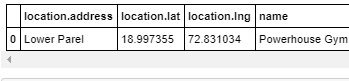 location.address location.lat location.lng name
0 Lower Parel 18.997355 72.831034 Powerhouse Gym